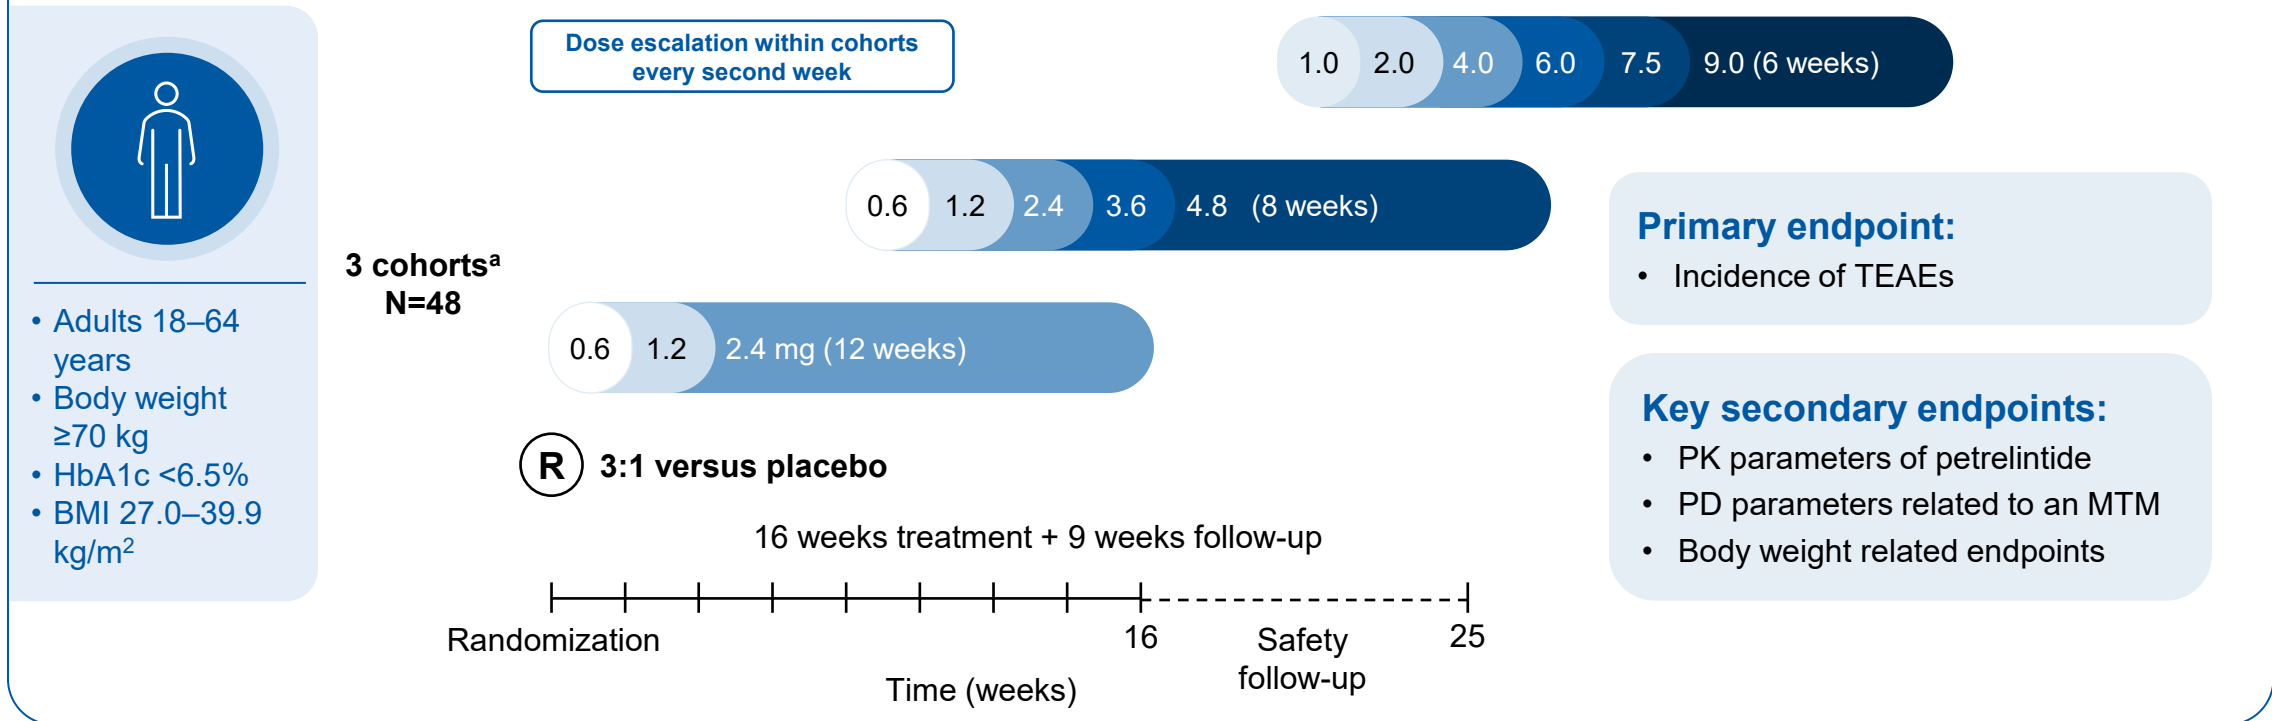 Adults 18–64
years
Body weight
≥70 kg
HbA1c <6.5%
BMI 27.0–39.9
kg/m²
3 cohortsᵃ
N=48
Dose escalation within cohorts
every second week
1.0 2.0 4.0 6.0 7.5 9.0 (6 weeks)
0.6 1.2 2.4 3.6 4.8 (8 weeks)
0.6 1.2 2.4 mg (12 weeks)
R 3:1 versus placebo
16 weeks treatment + 9 weeks follow-up
Randomization 16 25
Safety
follow-up
Time (weeks)
Primary endpoint:
• Incidence of TEAEs
Key secondary endpoints:
• PK parameters of petrelintide
• PD parameters related to an MTM
• Body weight related endpoints